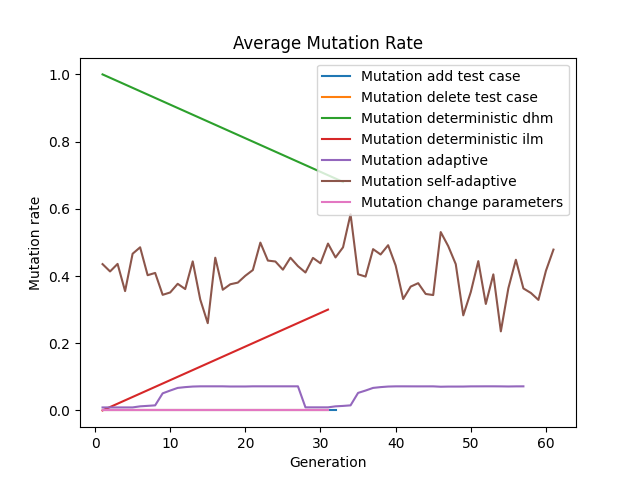 Average Mutation Rate
Mutation add test case
Mutation delete test case
Mutation deterministic dhm
Mutation deterministic ilm
Mutation adaptive
Mutation self-adaptive
Mutation change parameters
Mutation rate
1.0
0.8
0.6
0.4
0.2
0.0
0 10 20 30 40 50 60
Generation